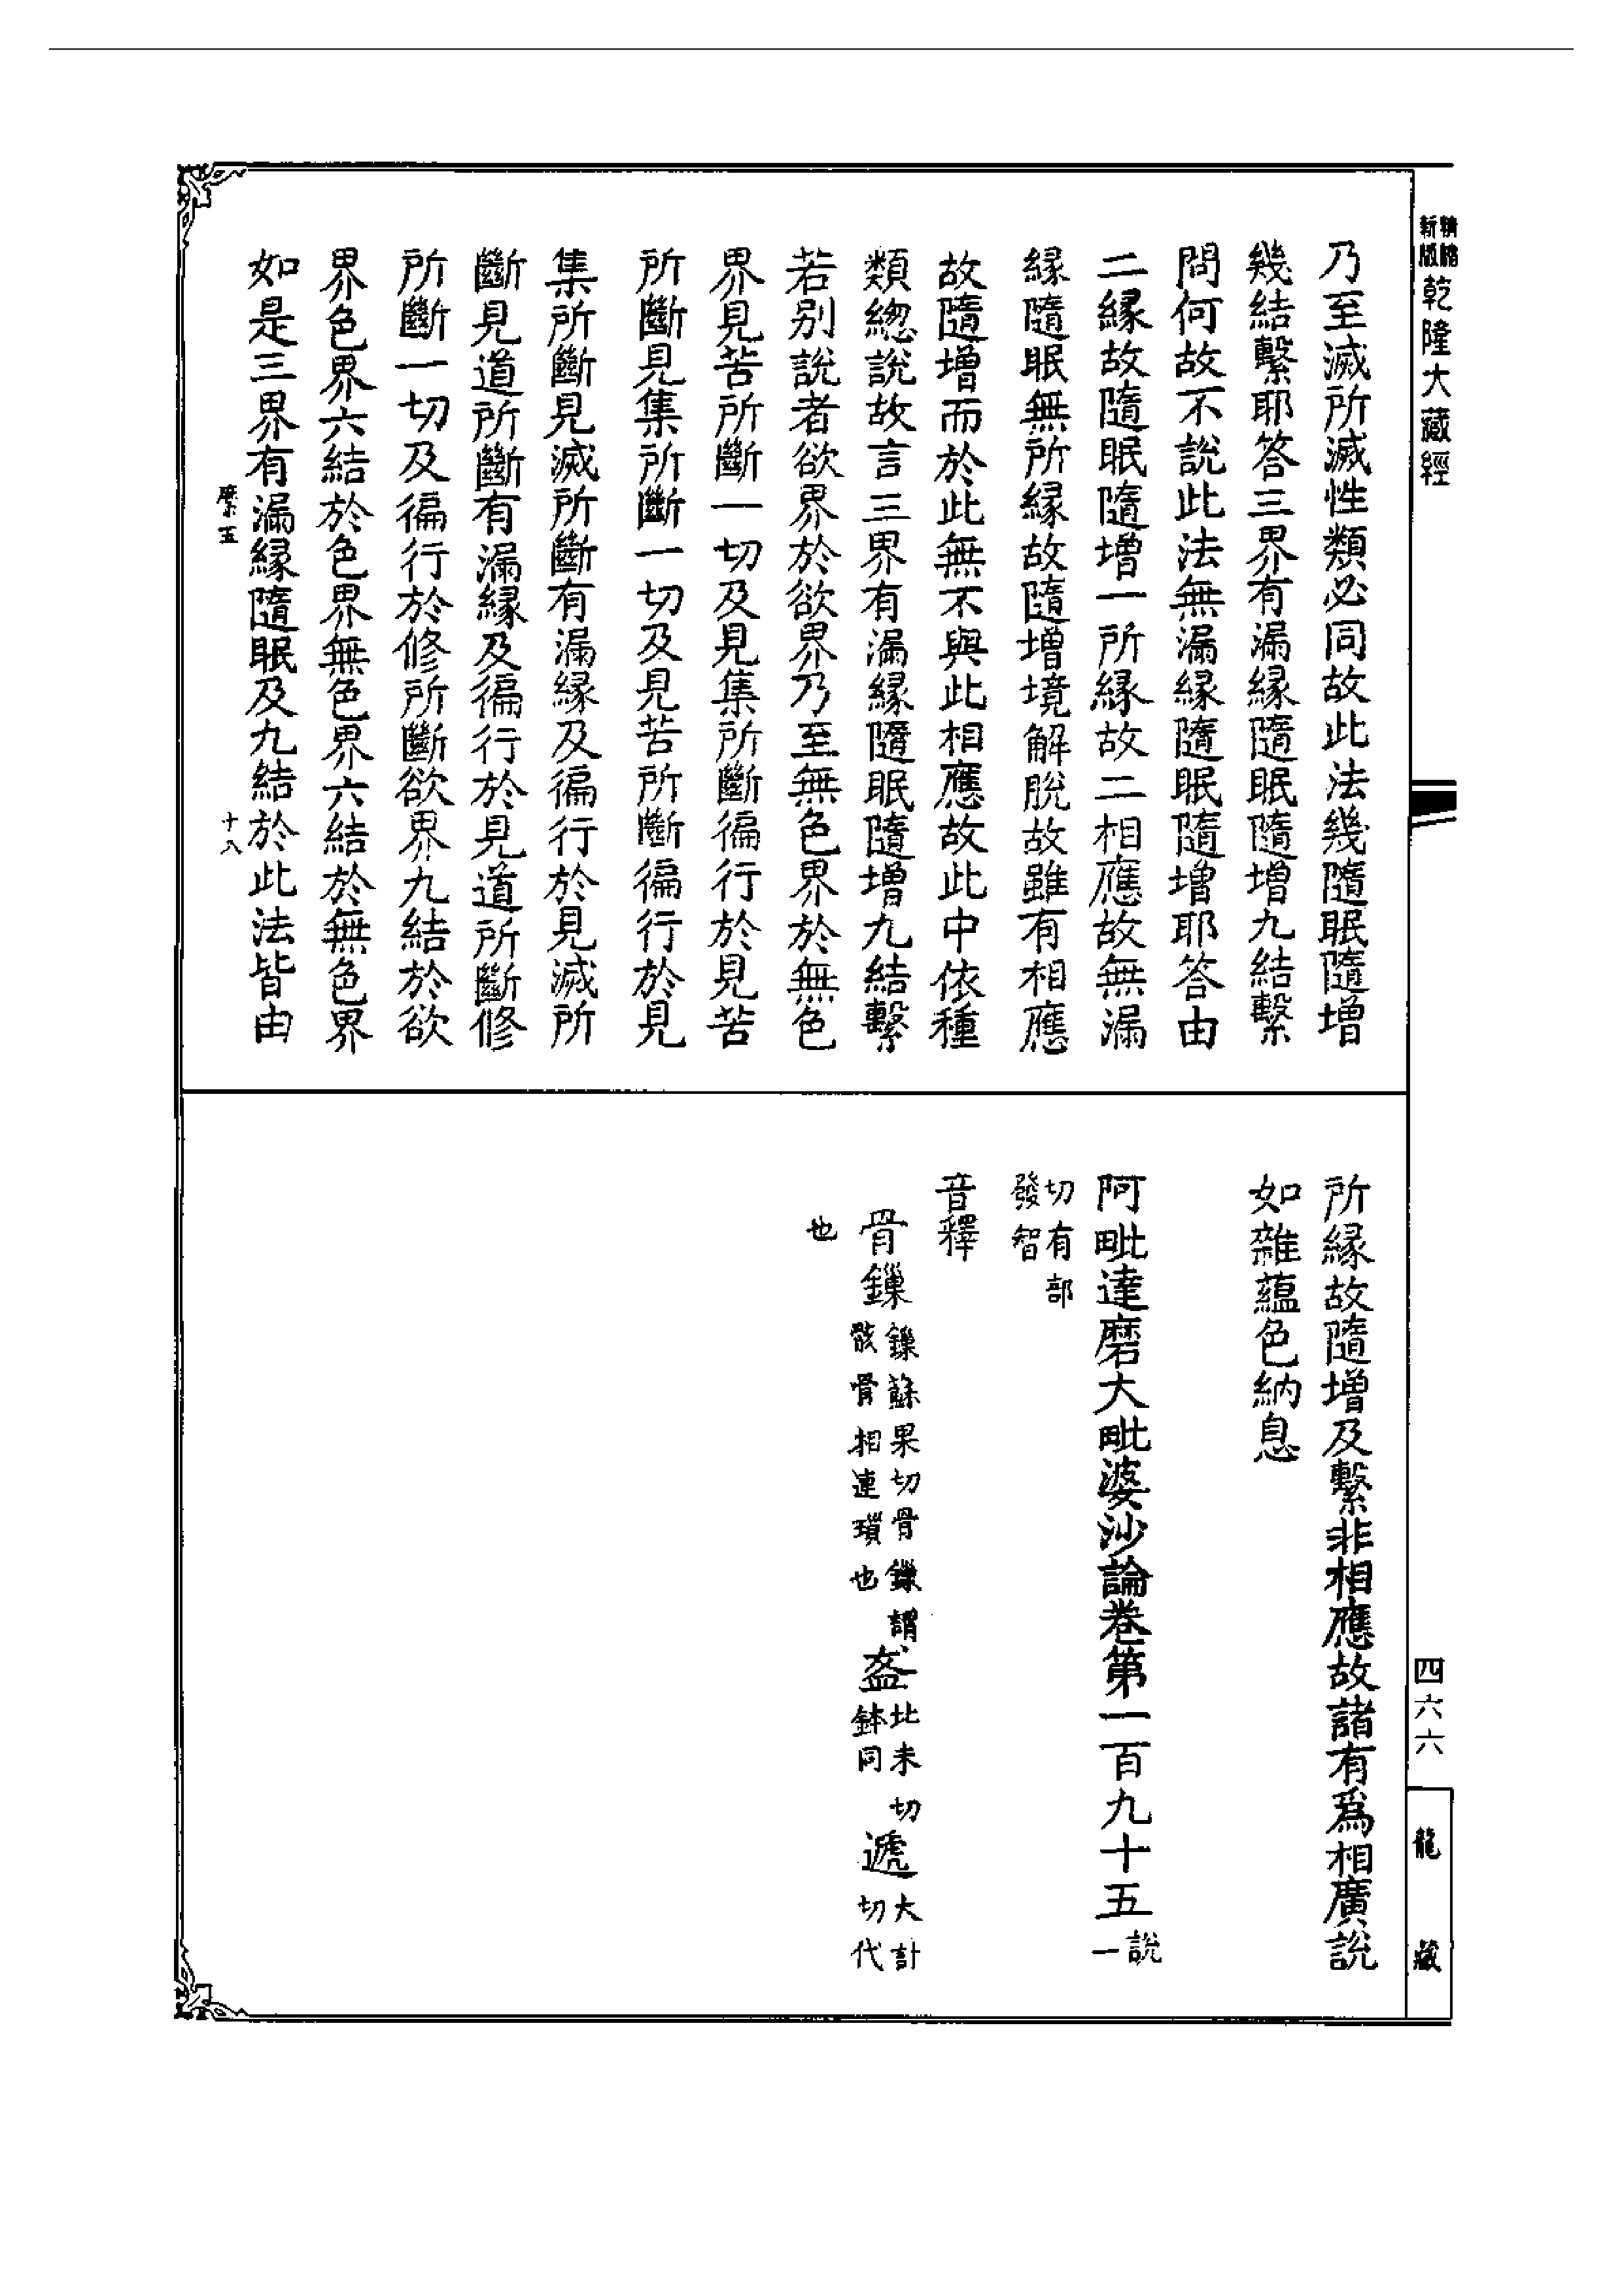 新版 精縮 乾隆大藏經
乃至滅所滅性類必同故此法幾隨眠隨增
幾結繫耶答三界有漏緣隨眠隨增九結繫
問何故不說此法無漏緣隨眠隨增耶答由
二緣故隨眠隨增一所緣故二相應故無漏
緣隨眠無所緣故隨增境解脫故雖有相應
故隨增而於此無不與此相應故此中依種
類緫說故言三界有漏緣隨眠隨增九結繫
若别說者欲界於欲界乃至無色界於無色
界見苦所斷一切及見集所斷徧行於見苦
所斷見集所斷一切及見苦所斷徧行於見
集所斷見滅所斷有漏緣及徧行於見滅所
斷見道所斷有漏緣及徧行於見道所斷修
所斷一切及徧行於修所斷欲界九結於欲
界色界六結於色界無色界六結於無色界
如是三界有漏緣隨眠及九結於此法皆由
縻五
十八
所緣故隨增及繫非相應故諸有爲相廣說
如雜蘊色納息
阿毗達磨大毗婆沙論卷第一百九十五 說一
切有部
發智
音釋
骨鏁 鏁蘇果切骨鏁謂骸骨相連瑣也 盋 北末切鉢同 遞 大計切代
也
四六六
龍藏